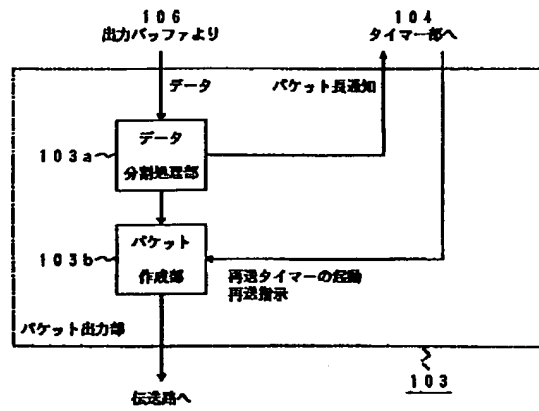 106
出力バッファより
104
タイマー部へ
データ
パケット長通知
103a
データ
分割処理部
103b
パケット
作成部
再送タイマーの起動
再送指示
パケット出力部
伝送路へ
103